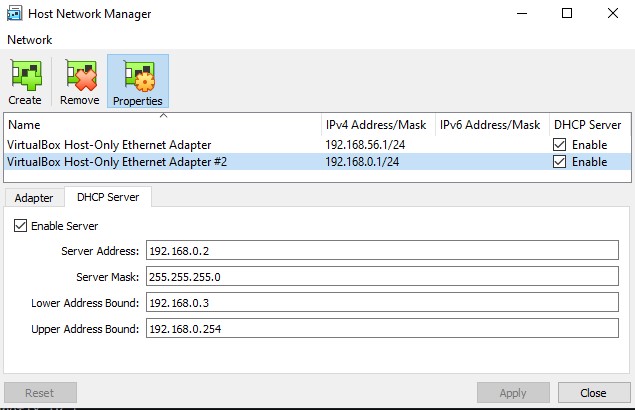 Host Network Manager
Network
Create Remove Properties
Name IPv4 Address/Mask IPv6 Address/Mask DHCP Server
VirtualBox Host-Only Ethernet Adapter 192.168.56.1/24 Enable
VirtualBox Host-Only Ethernet Adapter #2 192.168.0.1/24 Enable
Adapter DHCP Server
Enable Server
Server Address: 192.168.0.2
Server Mask: 255.255.255.0
Lower Address Bound: 192.168.0.3
Upper Address Bound: 192.168.0.254
Reset Apply Close